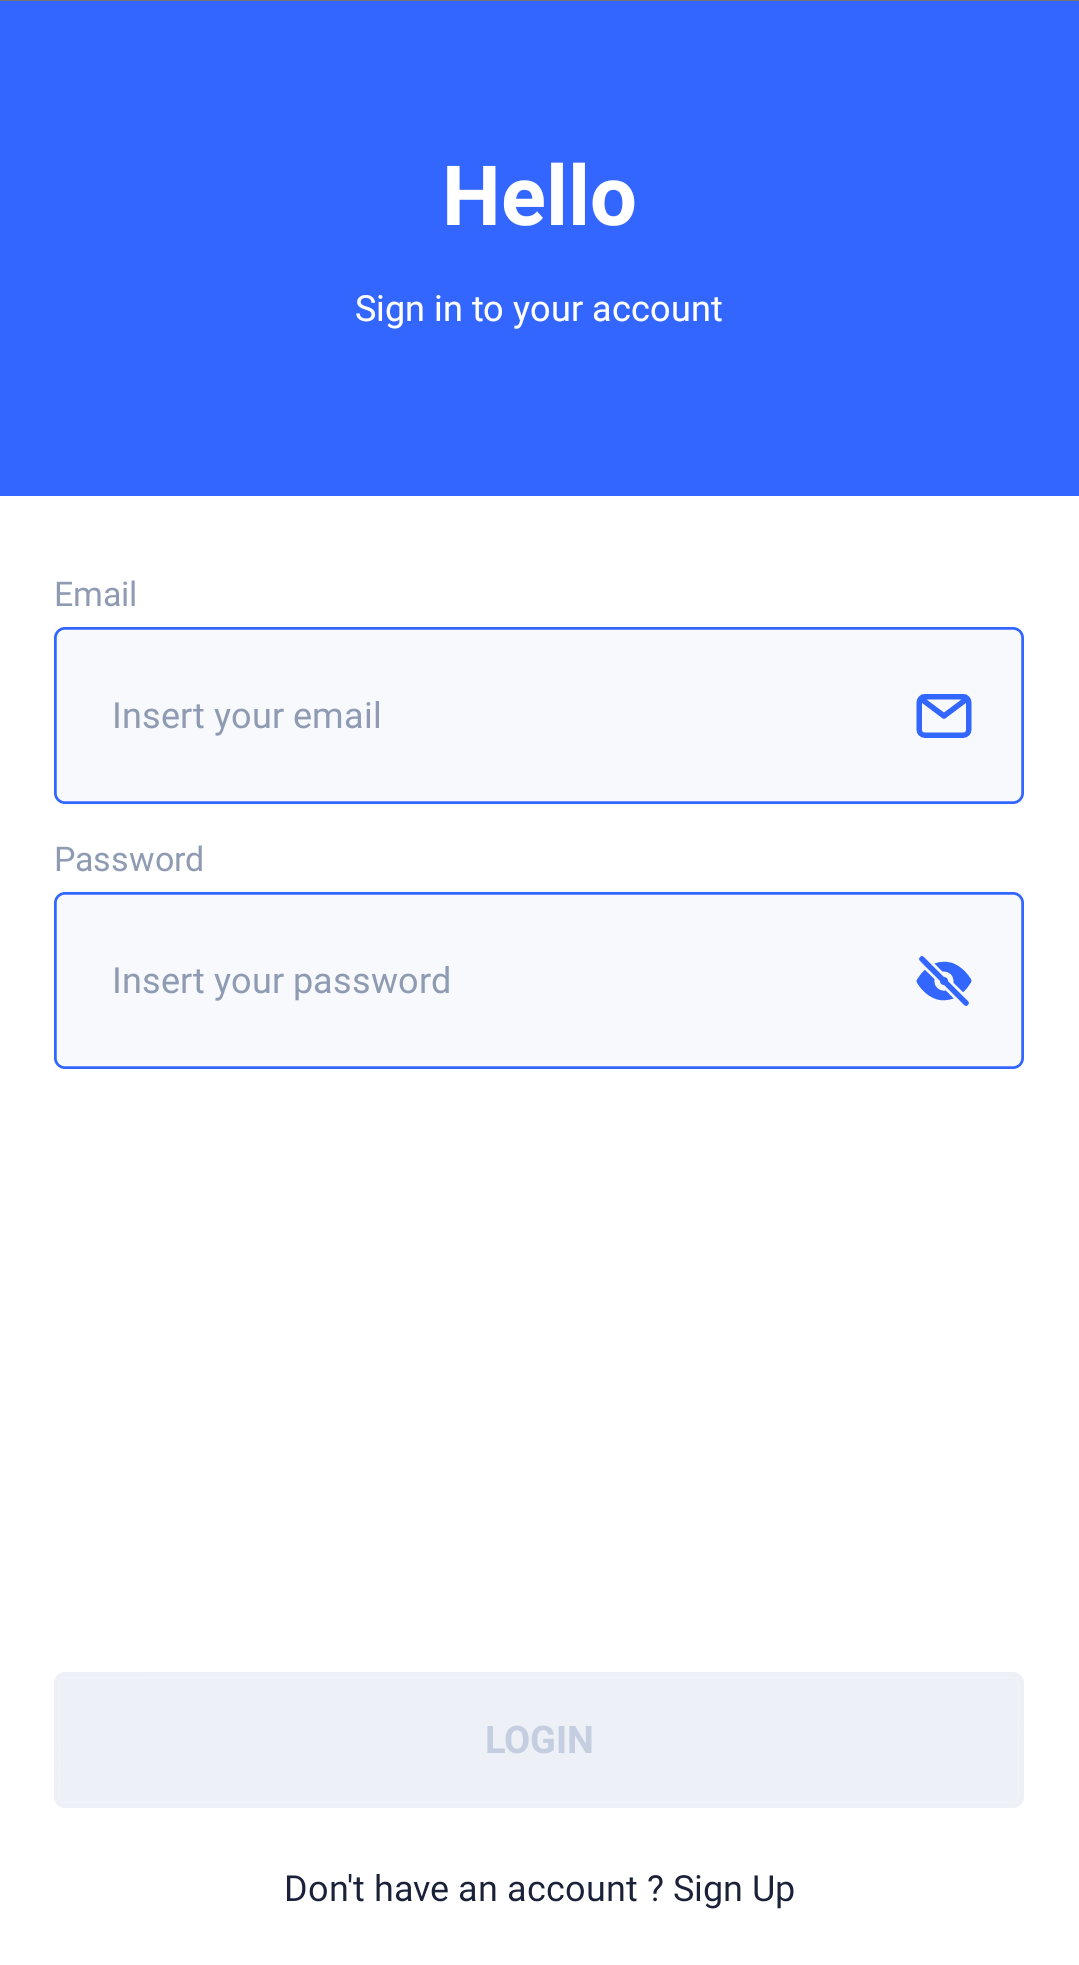 Hello
Sign in to your account
Email
Insert your email
Password
Insert your password
LOGIN
Don't have an account ? Sign Up